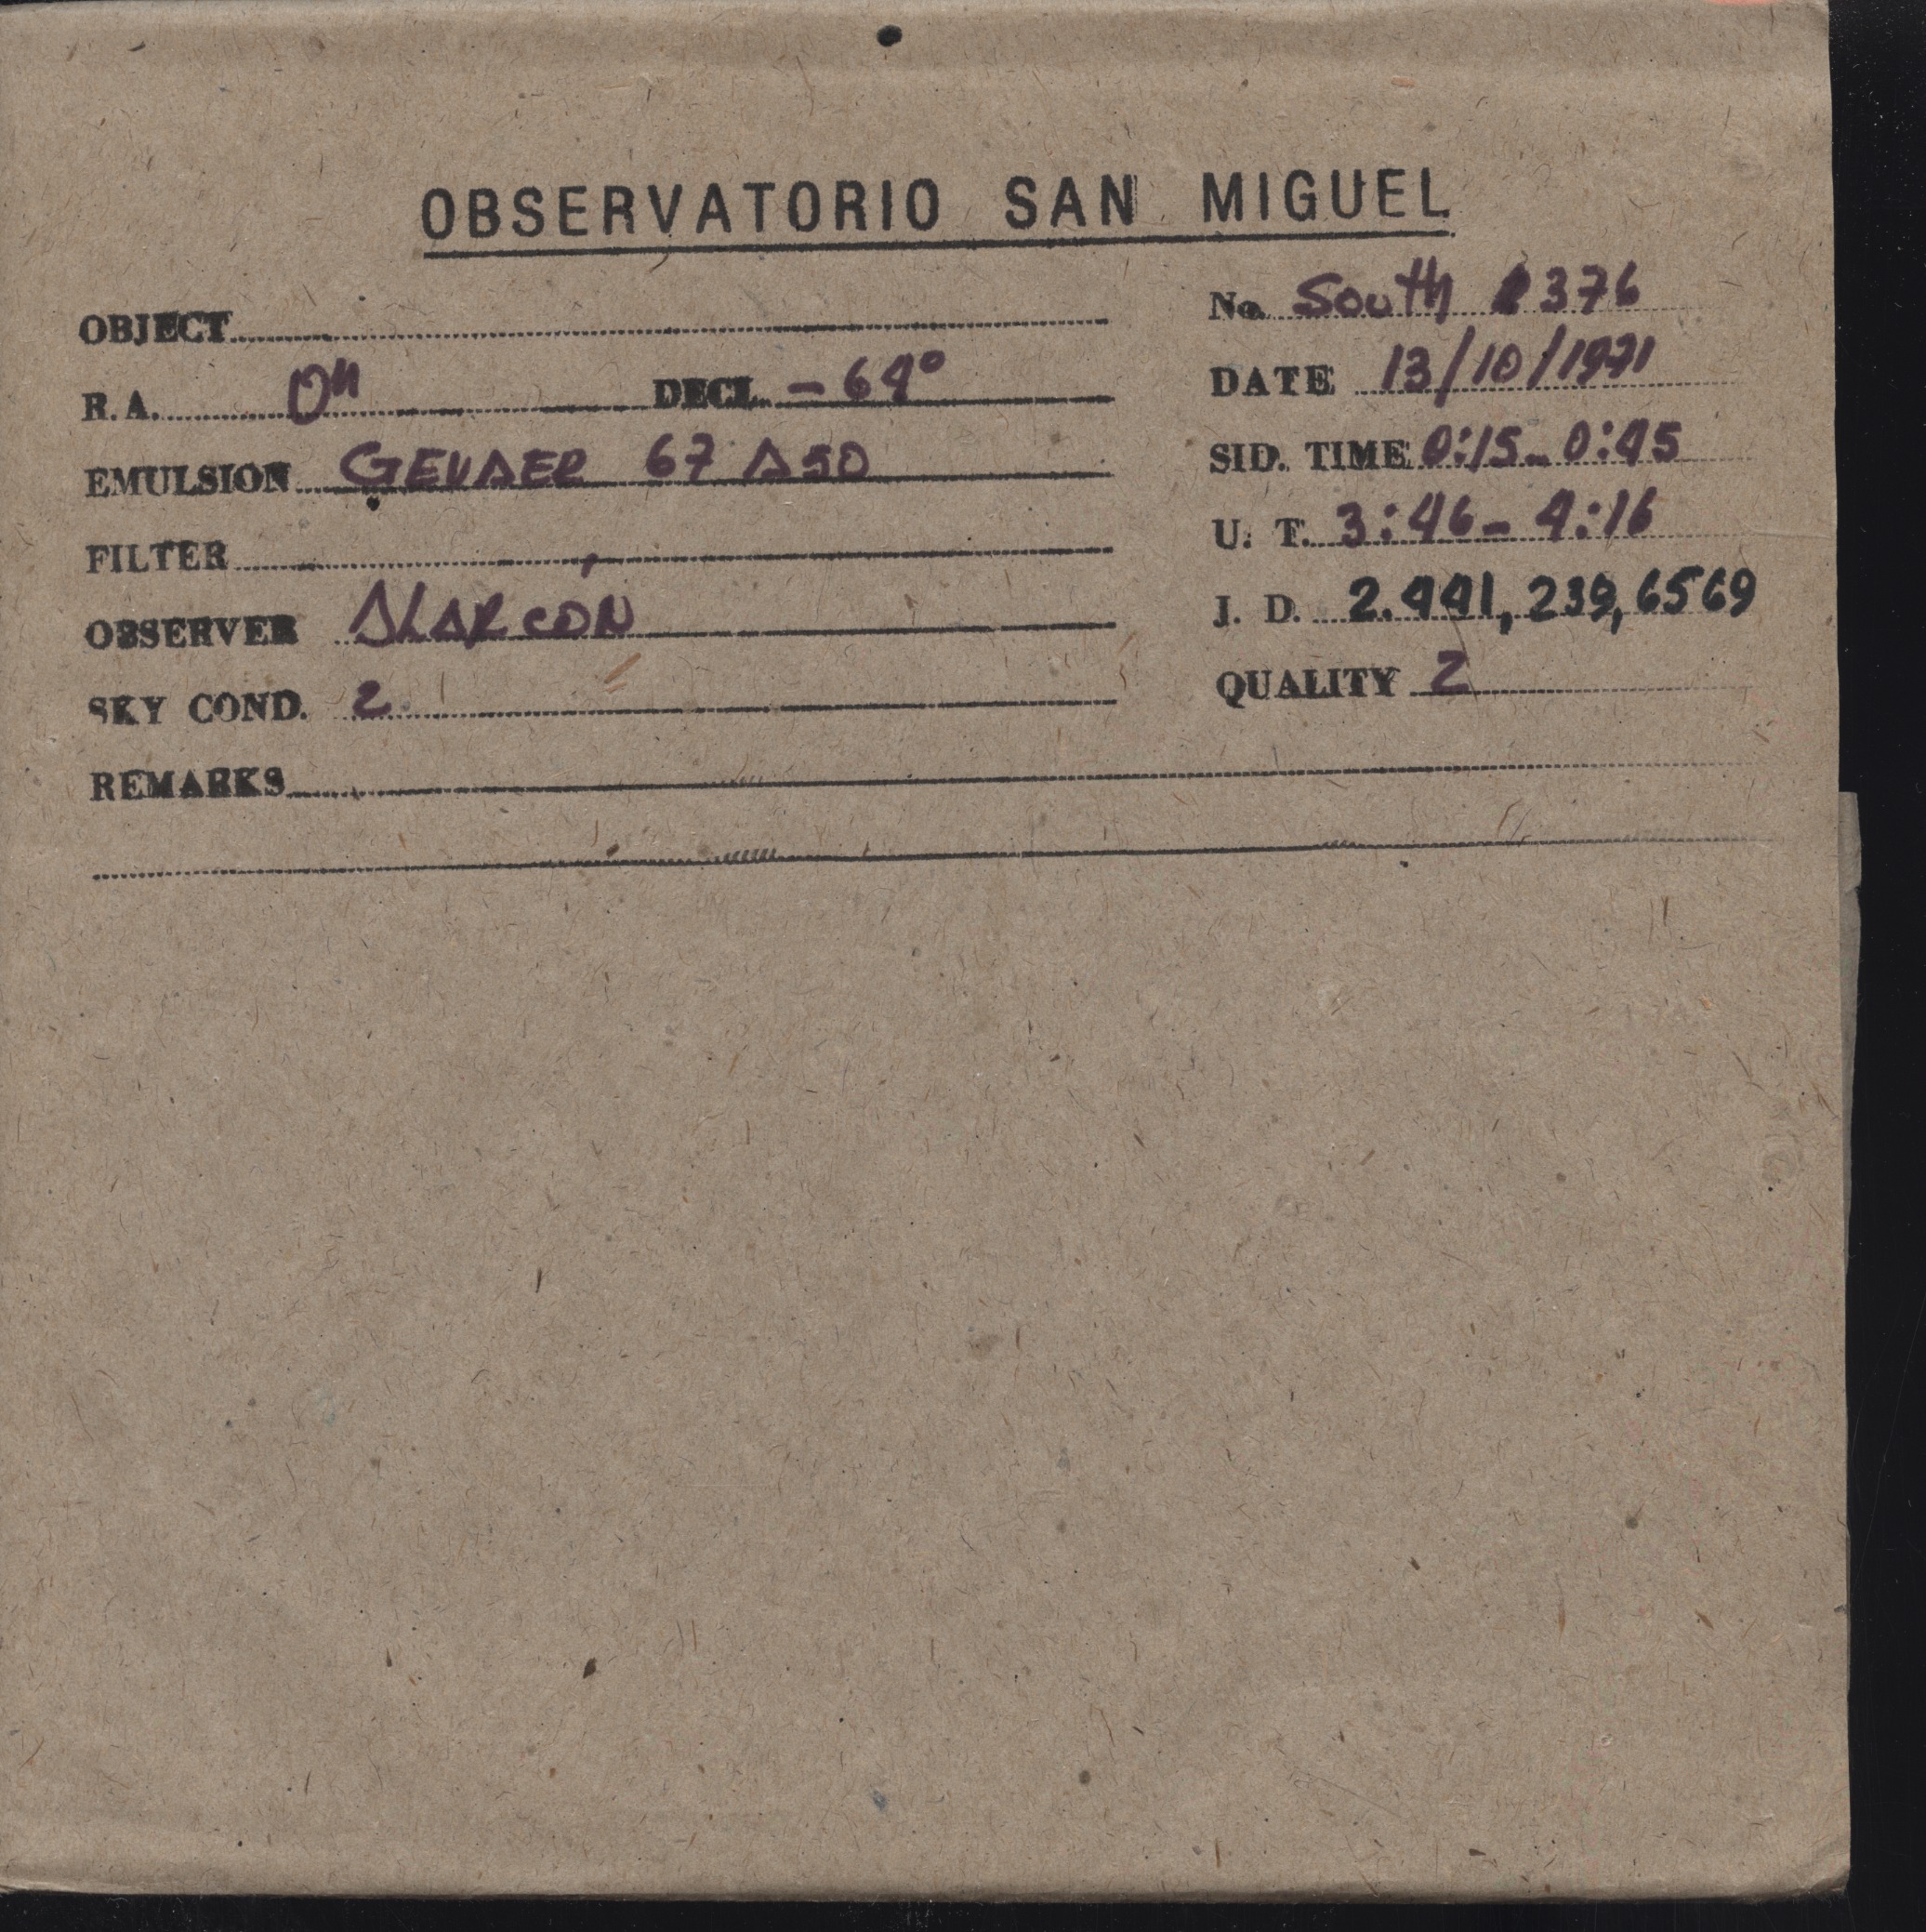 OBSERVATORIO SAN MIGUEL
OBJECT
No. South 376
R.A. 0H DECL. -64°
DATE 13/10/1971
EMULSION GEVAER 67 A50
SID. TIME 0:15-0:45
FILTER
U. T. 3:46-4:16
OBSERVER ALARCÓN
J. D. 2.441,239,6569
SKY COND. 2
QUALITY 2
REMARKS